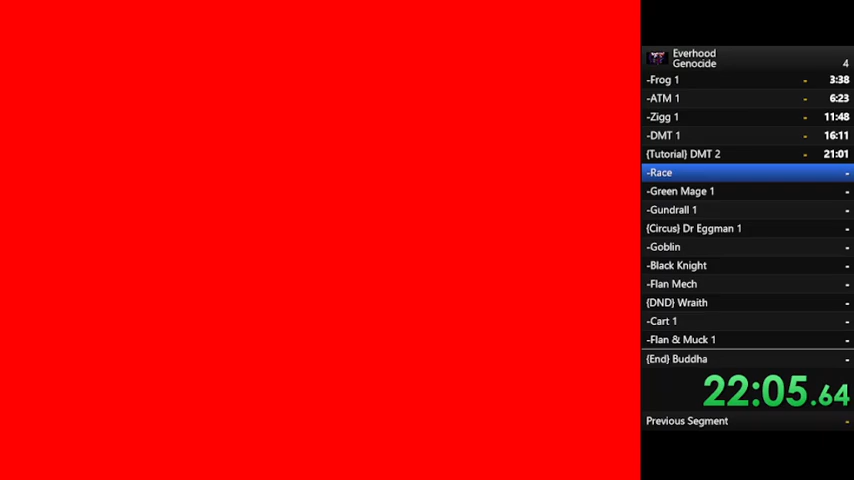 Everhood
Genocide 4
-Frog 1 - 3:38
-ATM 1 - 6:23
-Zigg 1 - 11:48
-DMT 1 - 16:11
{Tutorial} DMT 2 - 21:01
-Race -
-Green Mage 1 -
-Gundrall 1 -
{Circus} Dr Eggman 1 -
-Goblin -
-Black Knight -
-Flan Mech -
{DND} Wraith -
-Cart 1 -
-Flan & Muck 1 -
{End} Buddha -
22:05.64
Previous Segment -